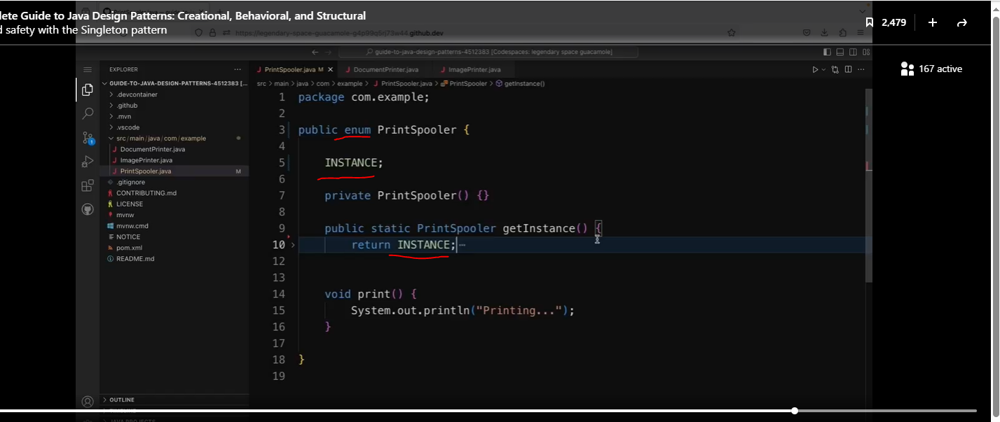 lete Guide to Java Design Patterns: Creational, Behavioral, and Structural
d safety with the Singleton pattern
2,479
https://legendary-space-guacamole-g4p99q5rj73w44.github.dev
guide-to-java-design-patterns-4512383 [Codespaces: legendary space guacamole]
167 active
EXPLORER
GUIDE-TO-JAVA-DESIGN-PATTERNS-4512383 [...
.devcontainer
.github
.mvn
.vscode
src/main/java/com/example
DocumentPrinter.java
ImagePrinter.java
PrintSpooler.java M
.gitignore
CONTRIBUTING.md
LICENSE
mvnw
mvnw.cmd
NOTICE
pom.xml
README.md
OUTLINE
1
PrintSpooler.java M
DocumentPrinter.java
ImagePrinter.java
src > main > java > com > example > PrintSpooler.java > PrintSpooler > getInstance()
1 package com.example;
2
3 public enum PrintSpooler {
4
5 INSTANCE;
6
7 private PrintSpooler() {}
8
9 public static PrintSpooler getInstance() {
10 return INSTANCE;
12
13
14 void print() {
15 System.out.println("Printing...");
16 }
17
18 }
19